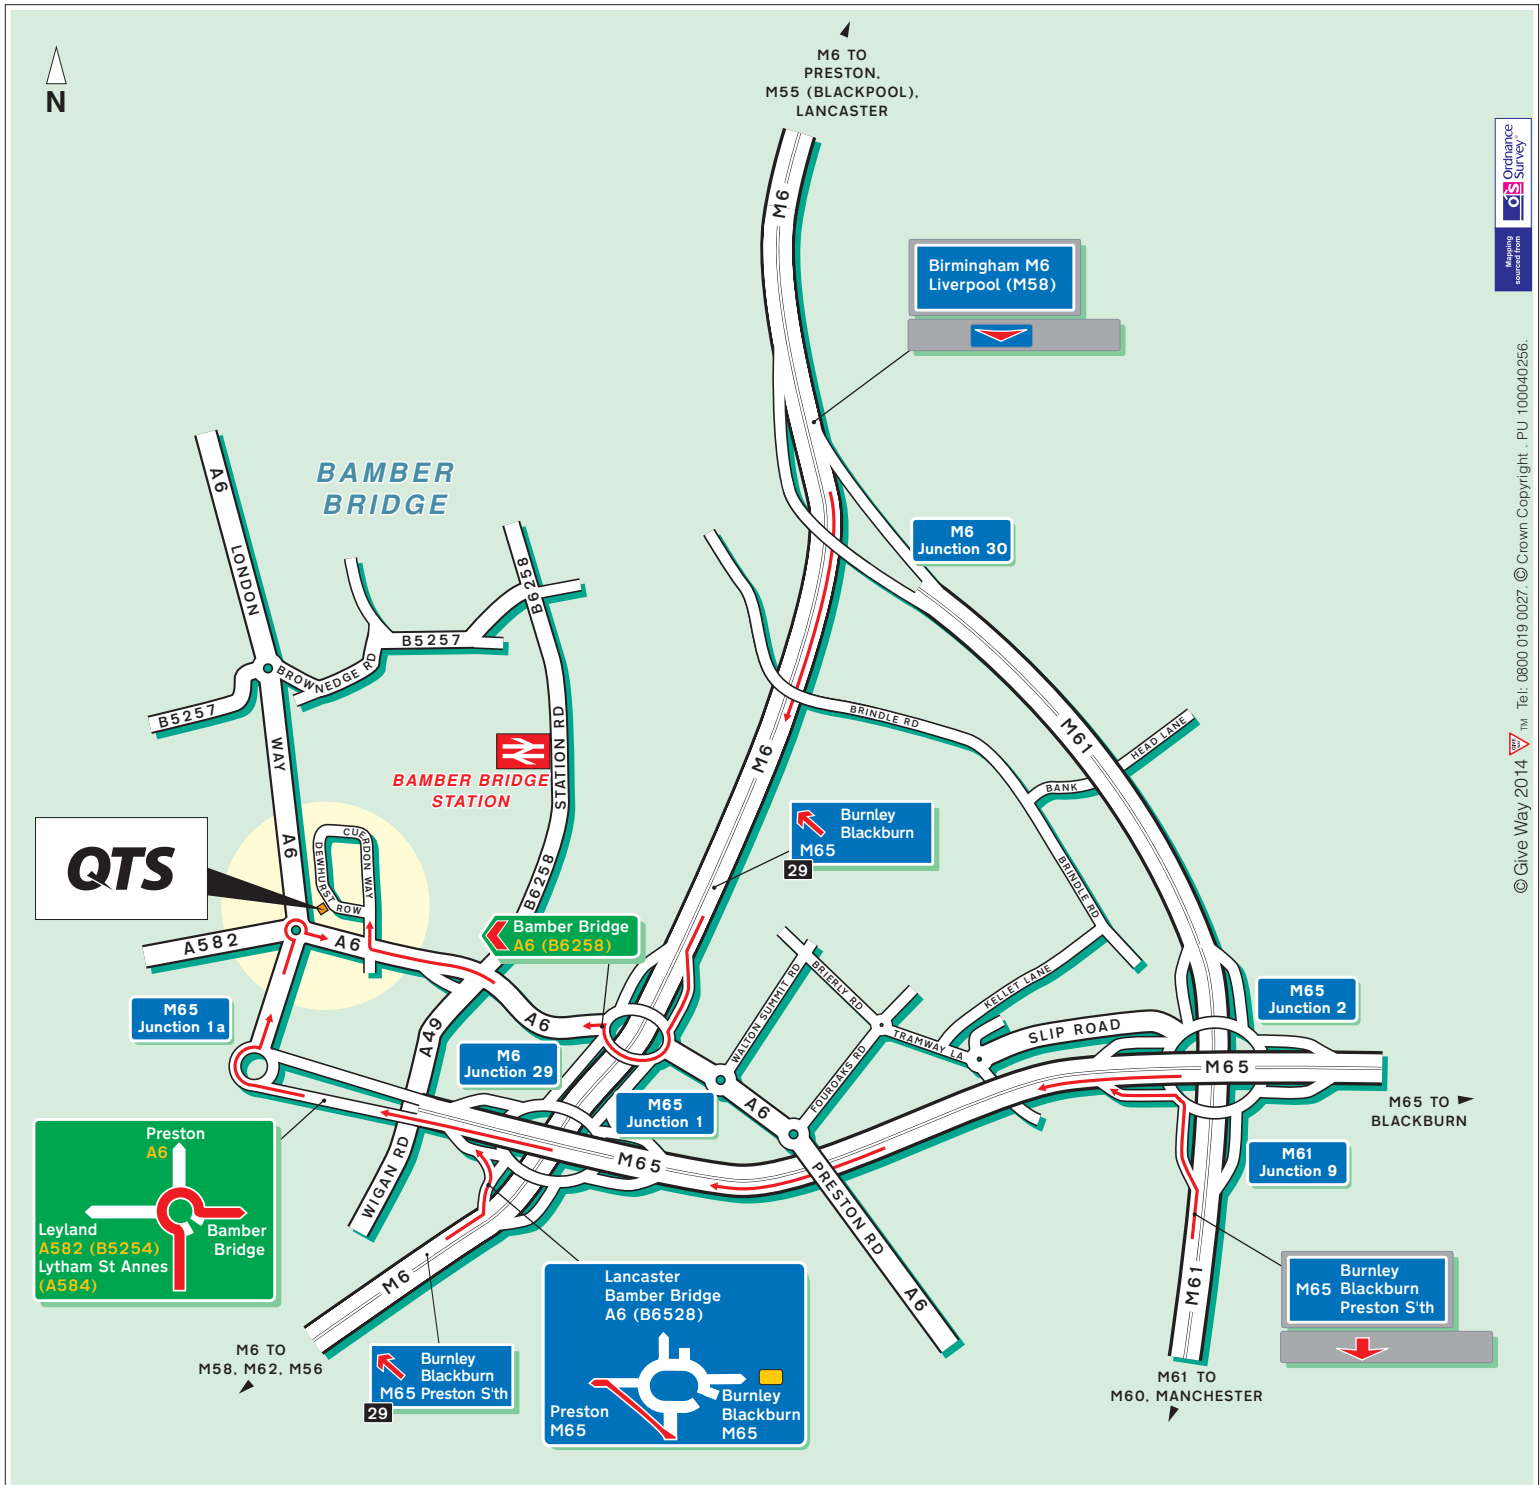 N
M6 TO
PRESTON,
M55 (BLACKPOOL),
LANCASTER
M6
Birmingham M6
Liverpool (M58)
Mapping
sourced from
OS Ordnance
Survey®
© Give Way 2014 ™ Tel: 0800 019 0027. © Crown Copyright . PU 100040256.
BAMBER
BRIDGE
A6
LONDON
WAY
A6
B5257
BROWNEDGE RD
B5257
B6258
STATION RD
B6258
BAMBER BRIDGE
STATION
M6
Junction 30
BRINDLE RD
M6
M61
BANK
HEAD LANE
BRINDLE RD
Burnley
Blackburn
M65
29
QTS
CUERDON WAY
DEWHURST
ROW
A582
A6
Bamber Bridge
A6 (B6258)
A6
A49
WIGAN RD
M65
Junction 1a
M6
Junction 29
M65
Junction 1
WALTON SUMMIT RD
BRIERLY RD
FOUROAKS RD
TRAMWAY LA
KELLET LANE
SLIP ROAD
M65
Junction 2
M65
M65 TO
BLACKBURN
A6
M65
PRESTON RD
A6
M61
Junction 9
Preston
A6
Leyland
A582 (B5254)
Lytham St Annes
(A584)
Bamber
Bridge
M6
M6 TO
M58, M62, M56
Burnley
Blackburn
M65 Preston S'th
29
Lancaster
Bamber Bridge
A6 (B6528)
Preston
M65
Burnley
Blackburn
M65
M61
Burnley
M65 Blackburn
Preston S'th
M61 TO
M60, MANCHESTER